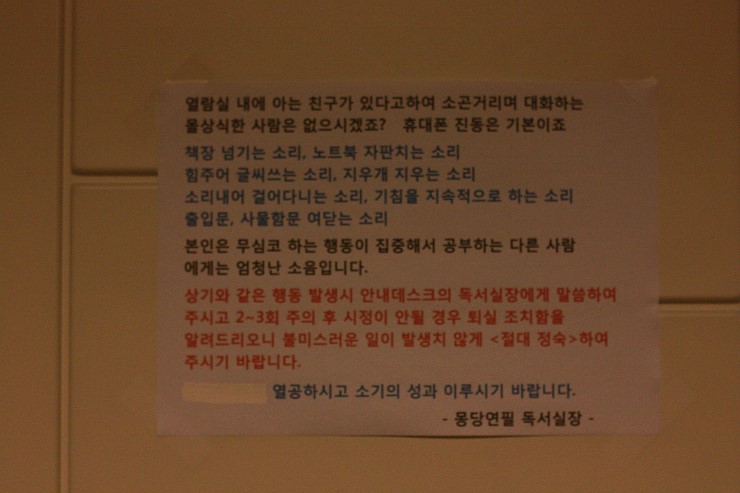 열람실 내에 아는 친구가 있다고하여 소곤거리며 대화하는
몰상식한 사람은 없으시겠죠? 휴대폰 진동은 기본이죠
책장 넘기는 소리, 노트북 자판치는 소리
힘주어 글씨쓰는 소리, 지우개 지우는 소리
소리내어 걸어다니는 소리, 기침을 지속적으로 하는 소리
출입문, 사물함문 여닫는 소리
본인은 무심코 하는 행동이 집중해서 공부하는 다른 사람
에게는 엄청난 소음입니다.
상기와 같은 행동 발생시 안내데스크의 독서실장에게 말씀하여
주시고 2~3회 주의 후 시정이 안될 경우 퇴실 조치함을
알려드리오니 불미스러운 일이 발생치 않게 <절대 정숙>하여
주시기 바랍니다.
열공하시고 소기의 성과 이루시기 바랍니다.
- 몽당연필 독서실장 -